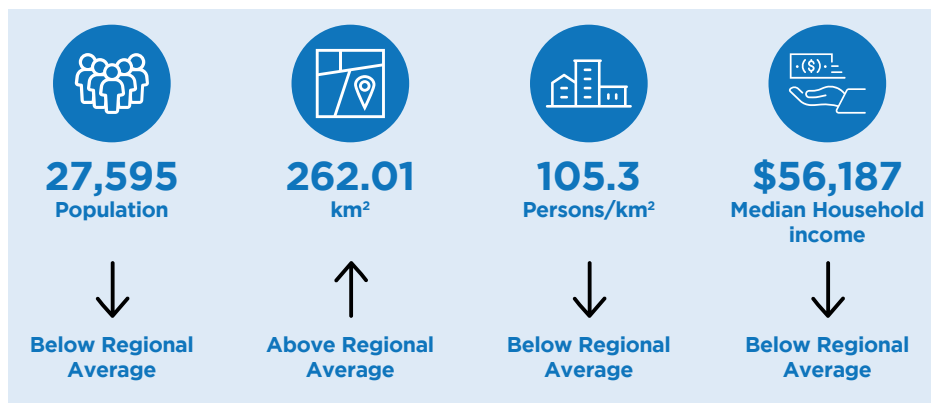 27,595
Population
262.01
km²
105.3
Persons/km²
·($)·
$56,187
Median Household
income
Below Regional
Average
Above Regional
Average
Below Regional
Average
Below Regional
Average